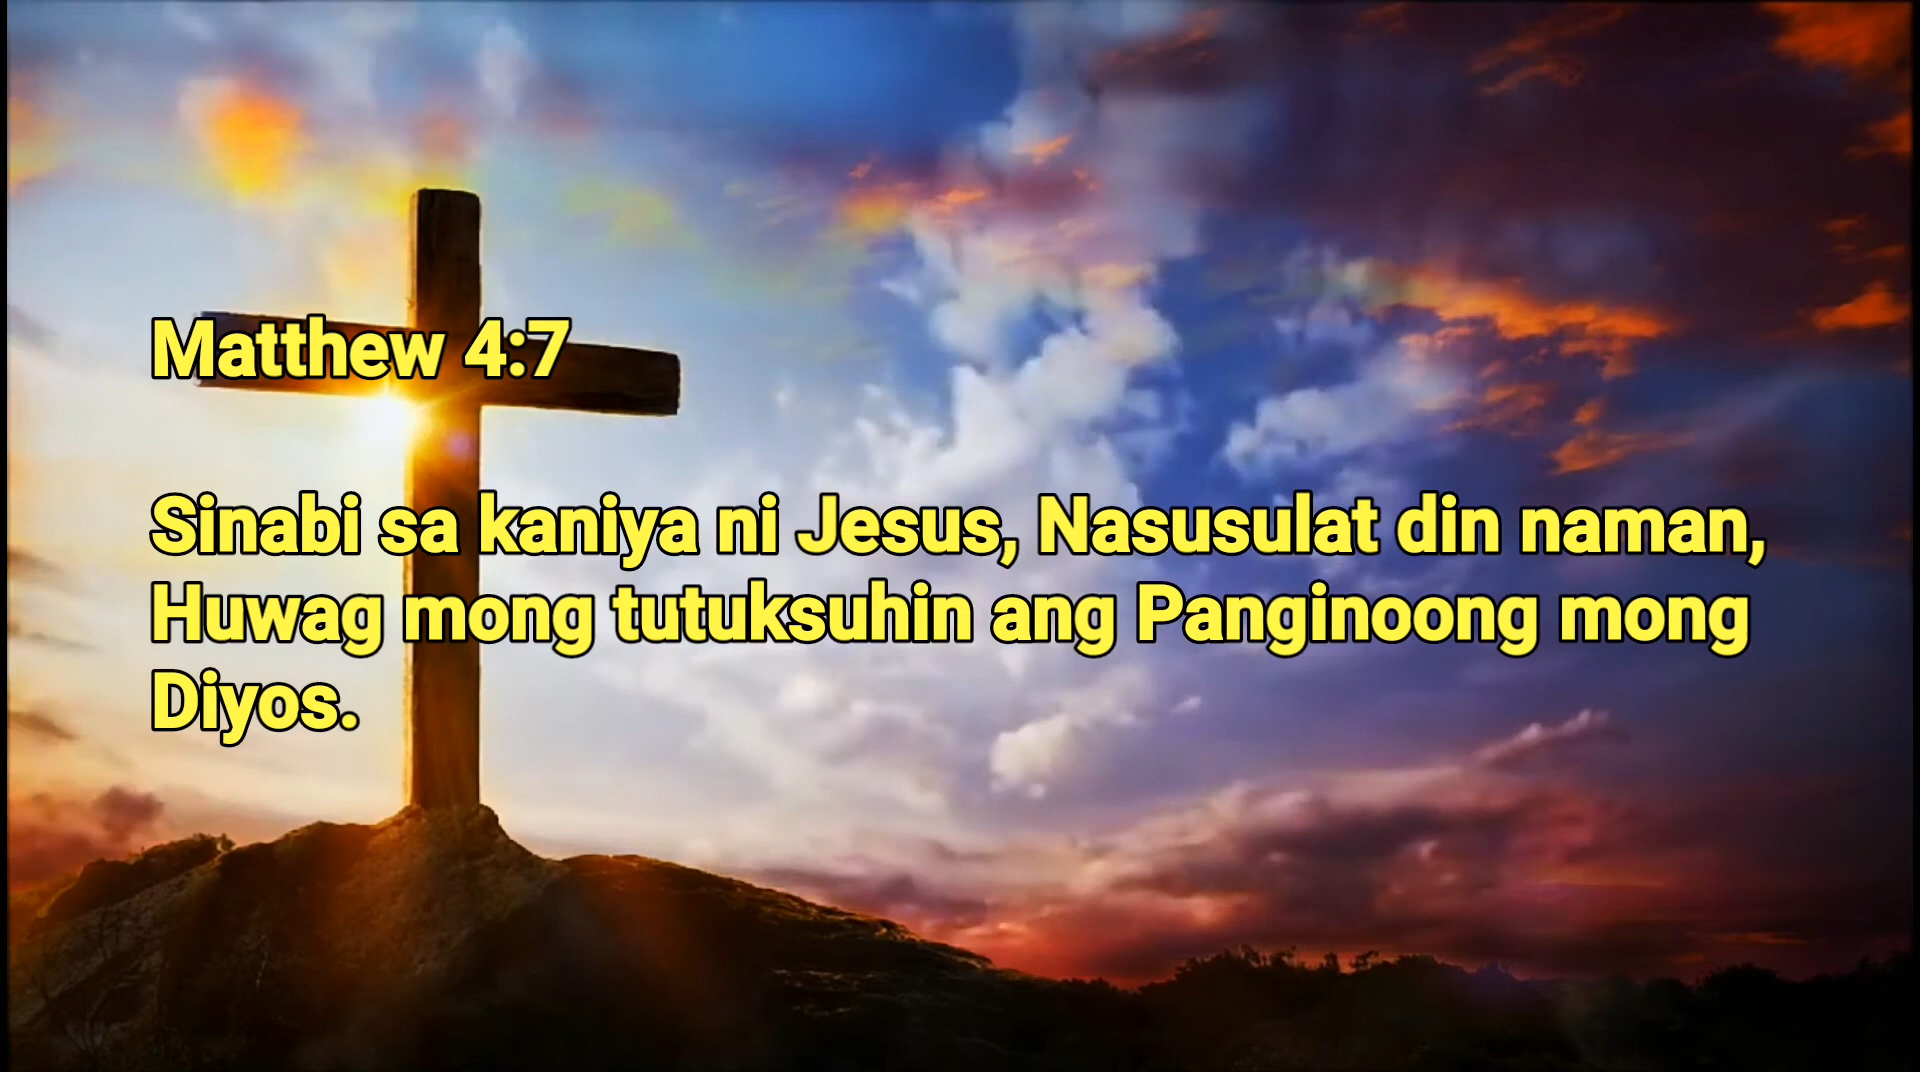 Matthew 4:7
Sinabi sa kaniya ni Jesus, Nasusulat din naman,
Huwag mong tutuksuhin ang Panginoong mong
Diyos.